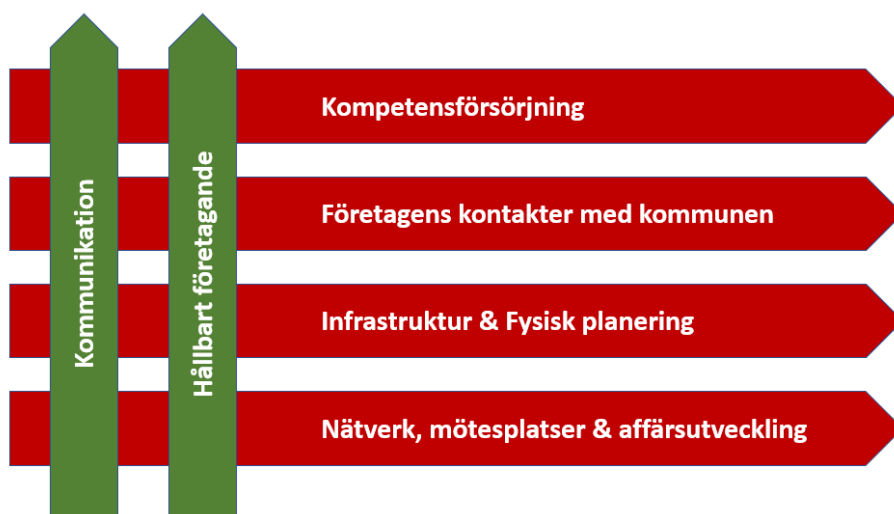 Kommunikation
Hållbart företagande
Kompetensförsörjning
Företagens kontakter med kommunen
Infrastruktur & Fysisk planering
Nätverk, mötesplatser & affärsutveckling